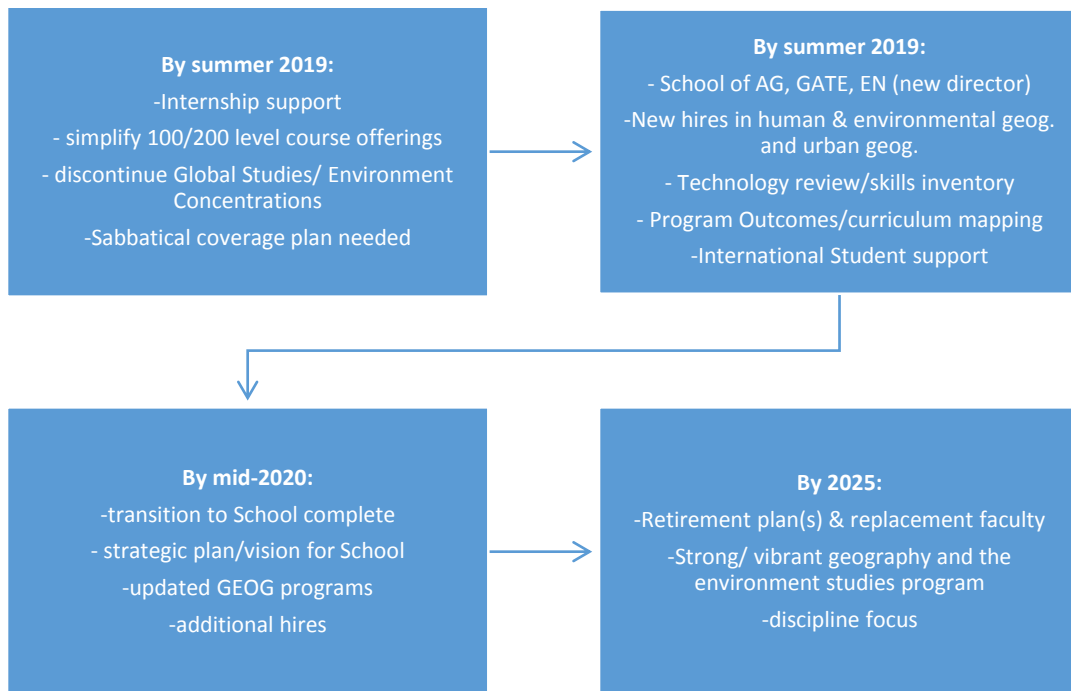 By summer 2019:
-Internship support
- simplify 100/200 level course offerings
- discontinue Global Studies/ Environment
Concentrations
-Sabbatical coverage plan needed
By summer 2019:
- School of AG, GATE, EN (new director)
-New hires in human & environmental geog.
and urban geog.
- Technology review/skills inventory
- Program Outcomes/curriculum mapping
-International Student support
By mid-2020:
-transition to School complete
- strategic plan/vision for School
-updated GEOG programs
-additional hires
By 2025:
-Retirement plan(s) & replacement faculty
-Strong/ vibrant geography and the
environment studies program
-discipline focus